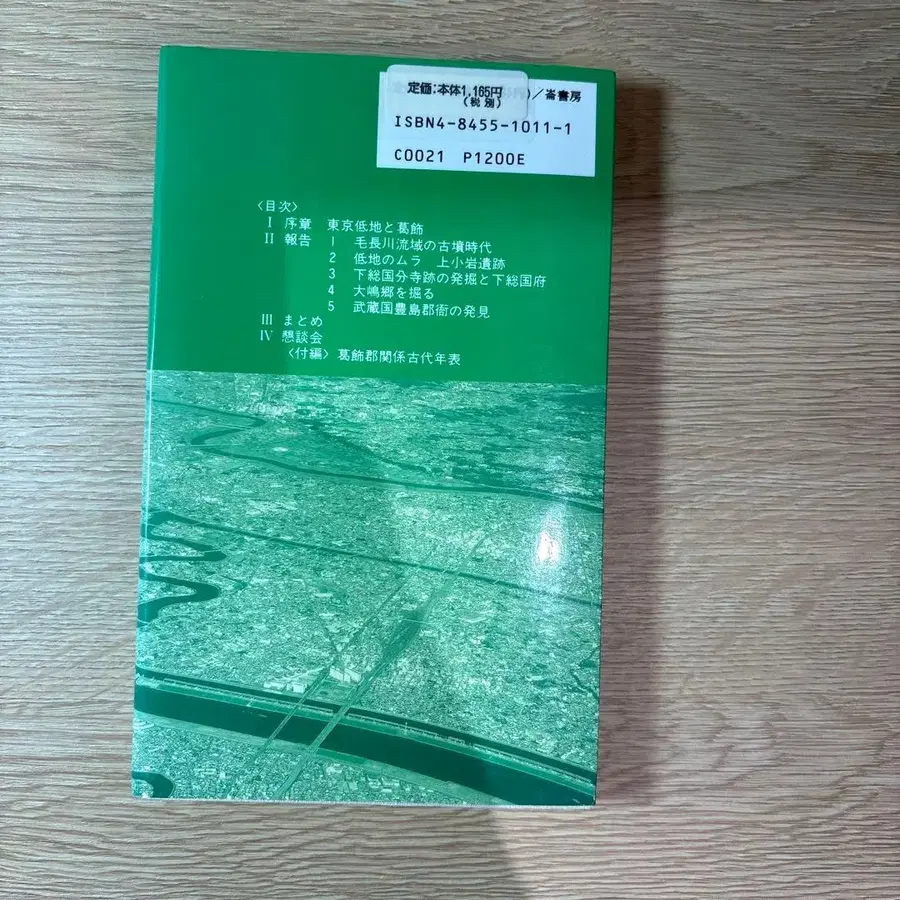 定価:本体1,165円
(税別)
)/崙書房
ISBN4-8455-1011-1
C0021 P1200E
〈目次〉
Ⅰ 序章 東京低地と葛飾
Ⅱ 報告 1 毛長川流域の古墳時代
2 低地のムラ 上小岩遺跡
3 下総国分寺跡の発掘と下総国府
4 大嶋郷を掘る
5 武蔵国豊島郡衙の発見
Ⅲ まとめ
Ⅳ 懇談会
〈付編〉葛飾郡関係古代年表